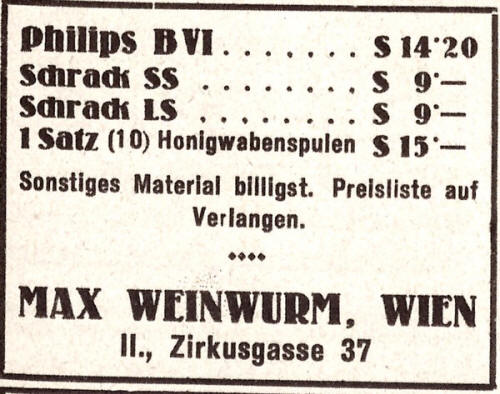 Philips B VI . . . . . . . S 14·20
Schrack SS . . . . . . . . S 9·—
Schrack LS . . . . . . . . S 9·—
1 Satz (10) Honigwabenspulen S 15·—
Sonstiges Material billigst. Preisliste auf
Verlangen.
MAX WEINWURM, WIEN
II., Zirkusgasse 37